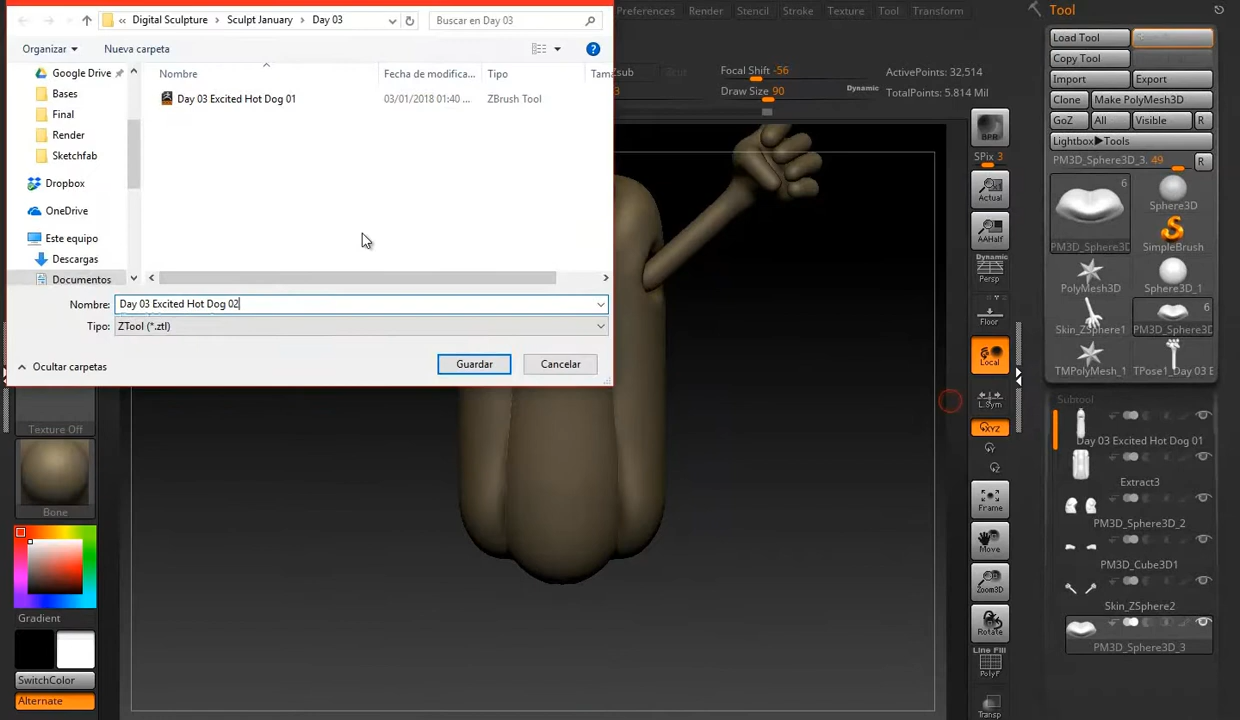 « Digital Sculpture › Sculpt January › Day 03
Buscar en Day 03
Preferences Render Stencil Stroke Texture Tool Transform
Tool
Organizar
Nueva carpeta
Load Tool
Copy Tool
Import Export
Clone Make PolyMesh3D
GoZ All Visible R
Lightbox▶Tools
PM3D_Sphere3D_3. 49 R
Google Drive
Bases
Final
Render
Sketchfab
Dropbox
OneDrive
Este equipo
Descargas
Documentos
Nombre Fecha de modifica... Tipo
Day 03 Excited Hot Dog 01 03/01/2018 01:40 ... ZBrush Tool
Nombre: Day 03 Excited Hot Dog 02
Tipo: ZTool (*.ztl)
Ocultar carpetas
Guardar
Cancelar
Focal Shift -56
Draw Size 90
Dynamic
ActivePoints: 32,514
TotalPoints: 5.814 Mil
BPR
SPix 3
Actual
AAHalf
Dynamic
Persp
Floor
Local
L.Sym
XYZ
Y
Z
Frame
Move
Zoom3D
Rotate
Line Fill
PolyF
Transp
6
PM3D_Sphere3D
Sphere3D
SimpleBrush
PolyMesh3D
Sphere3D_1
6
Skin_ZSphere1
PM3D_Sphere3D
TMPolyMesh_1
TPose1_Day 03 E
Subtool
Day 03 Excited Hot Dog 01
Extract3
PM3D_Sphere3D_2
PM3D_Cube3D1
Skin_ZSphere2
PM3D_Sphere3D_3
Texture Off
Bone
Gradient
SwitchColor
Alternate